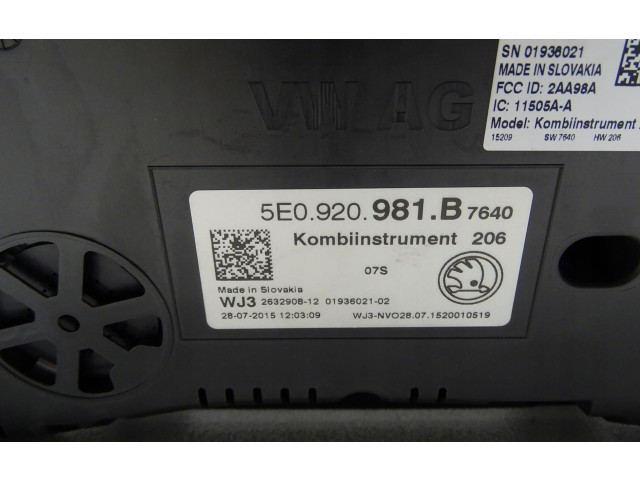 SN 01936021
MADE IN SLOVAKIA
FCC ID: 2AA98A
IC: 11505A-A
Model: Kombiinstrument
15209 SW 7640 HW 206
VW AG
5E0.920.981.B 7640
Kombiinstrument 206
07S
Made in Slovakia
WJ3 2632908-12 01936021-02
28-07-2015 12:03:09 WJ3-NVO28.07.1520010519